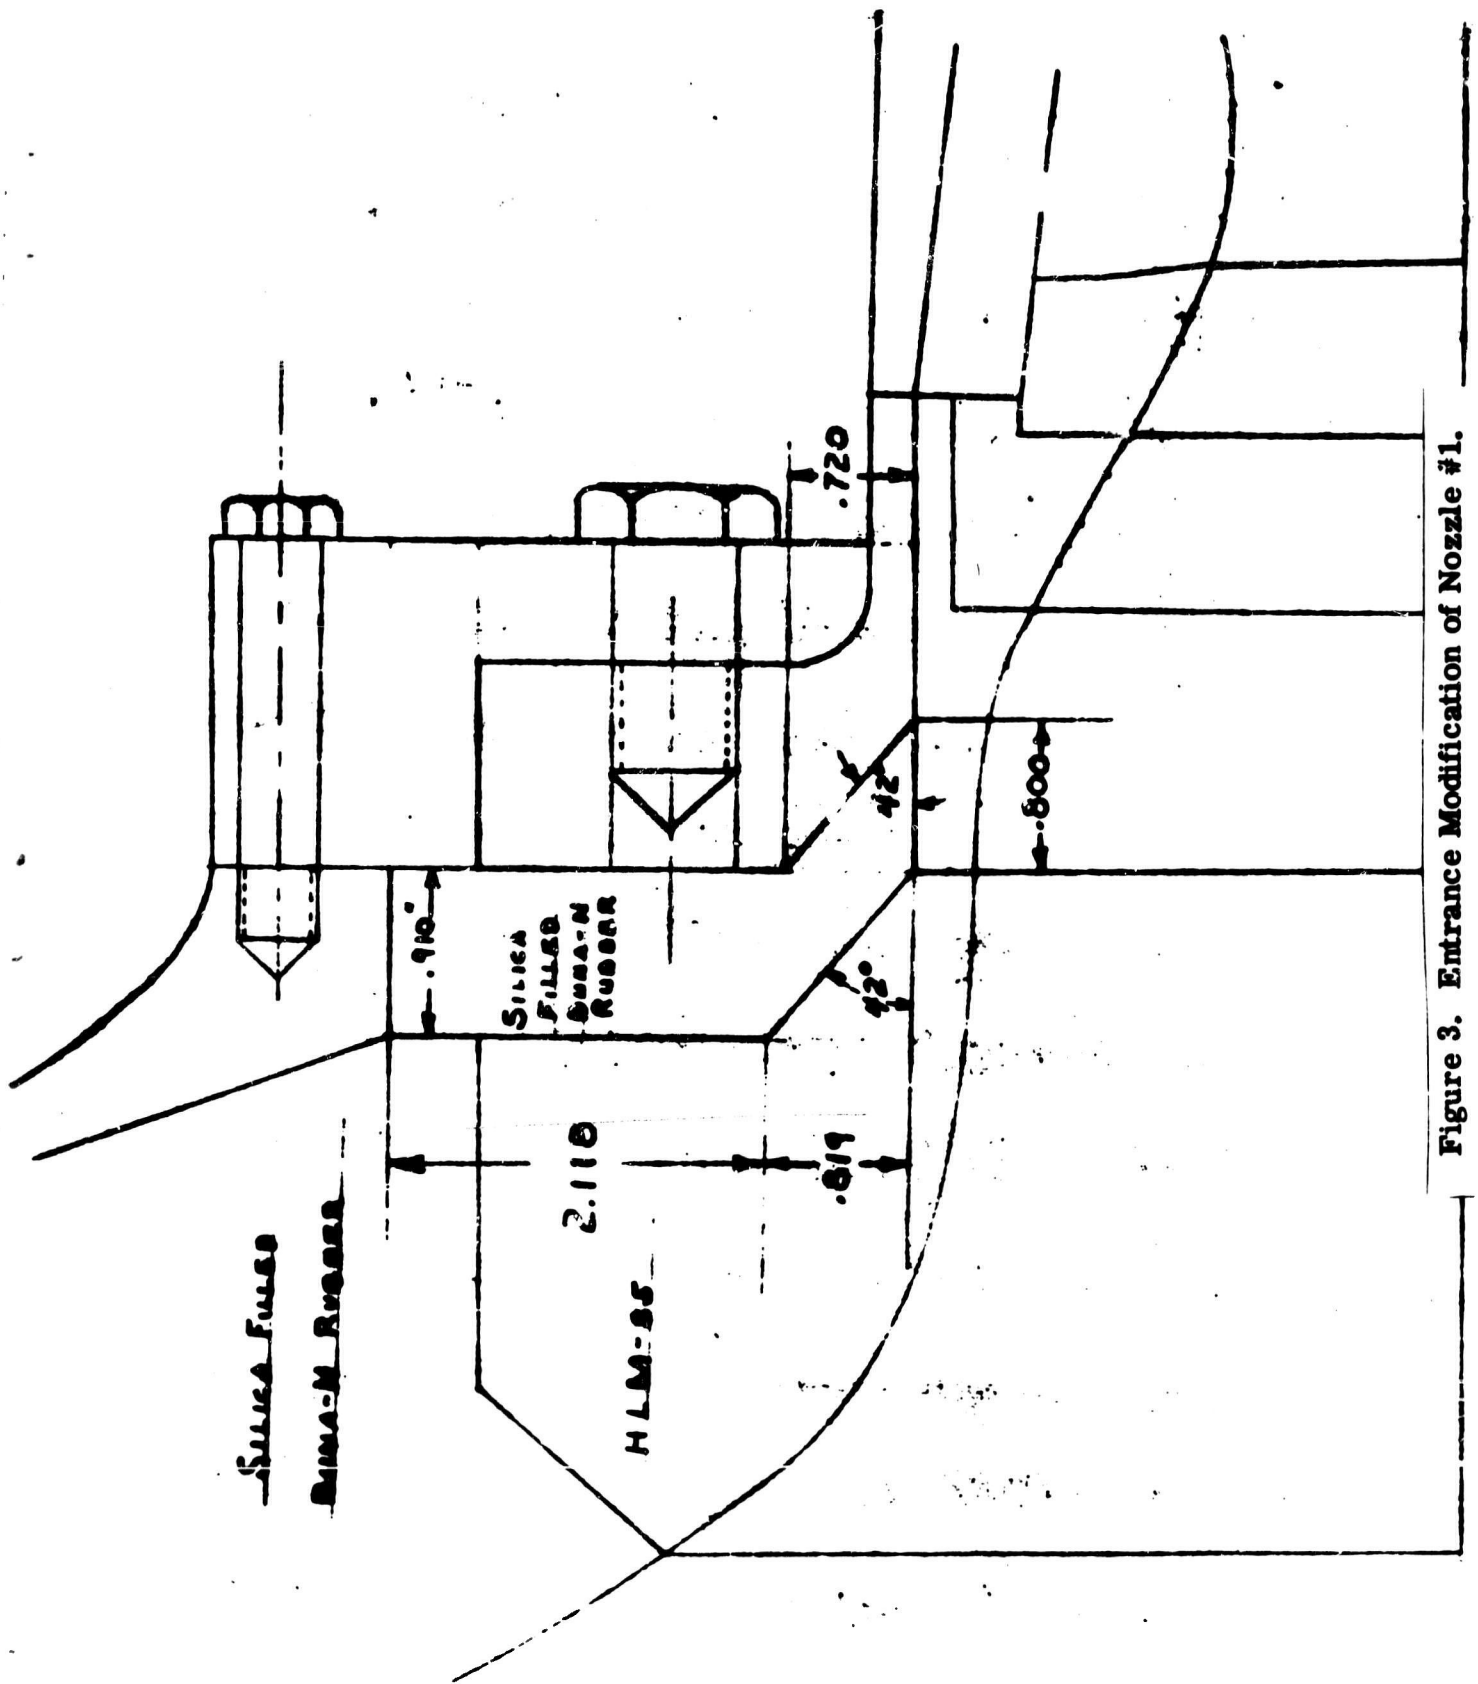 SILICA FILLED
BUNA-N RUBBER
.910"
SILICA
FILLED
BUNA-N
RUBBER
.720
42°
.800
42°
2.118
.819
HLM-85
Figure 3. Entrance Modification of Nozzle #1.